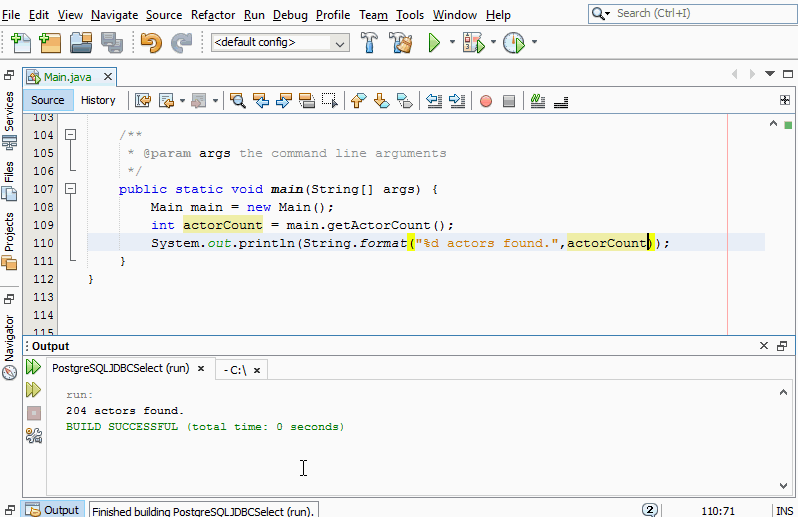 File Edit View Navigate Source Refactor Run Debug Profile Team Tools Window Help
Search (Ctrl+I)
<default config>
Main.java
Source History
Services
Files
Projects
Navigator
103
104 /**
105 * @param args the command line arguments
106 */
107 public static void main(String[] args) {
108 Main main = new Main();
109 int actorCount = main.getActorCount();
110 System.out.println(String.format("%d actors found.",actorCount));
111 }
112 }
113
114
115
Output
PostgreSQLJDBCSelect (run) - C:\
run:
204 actors found.
BUILD SUCCESSFUL (total time: 0 seconds)
Output Finished building PostgreSQLJDBCSelect (run). 2 110:71 INS